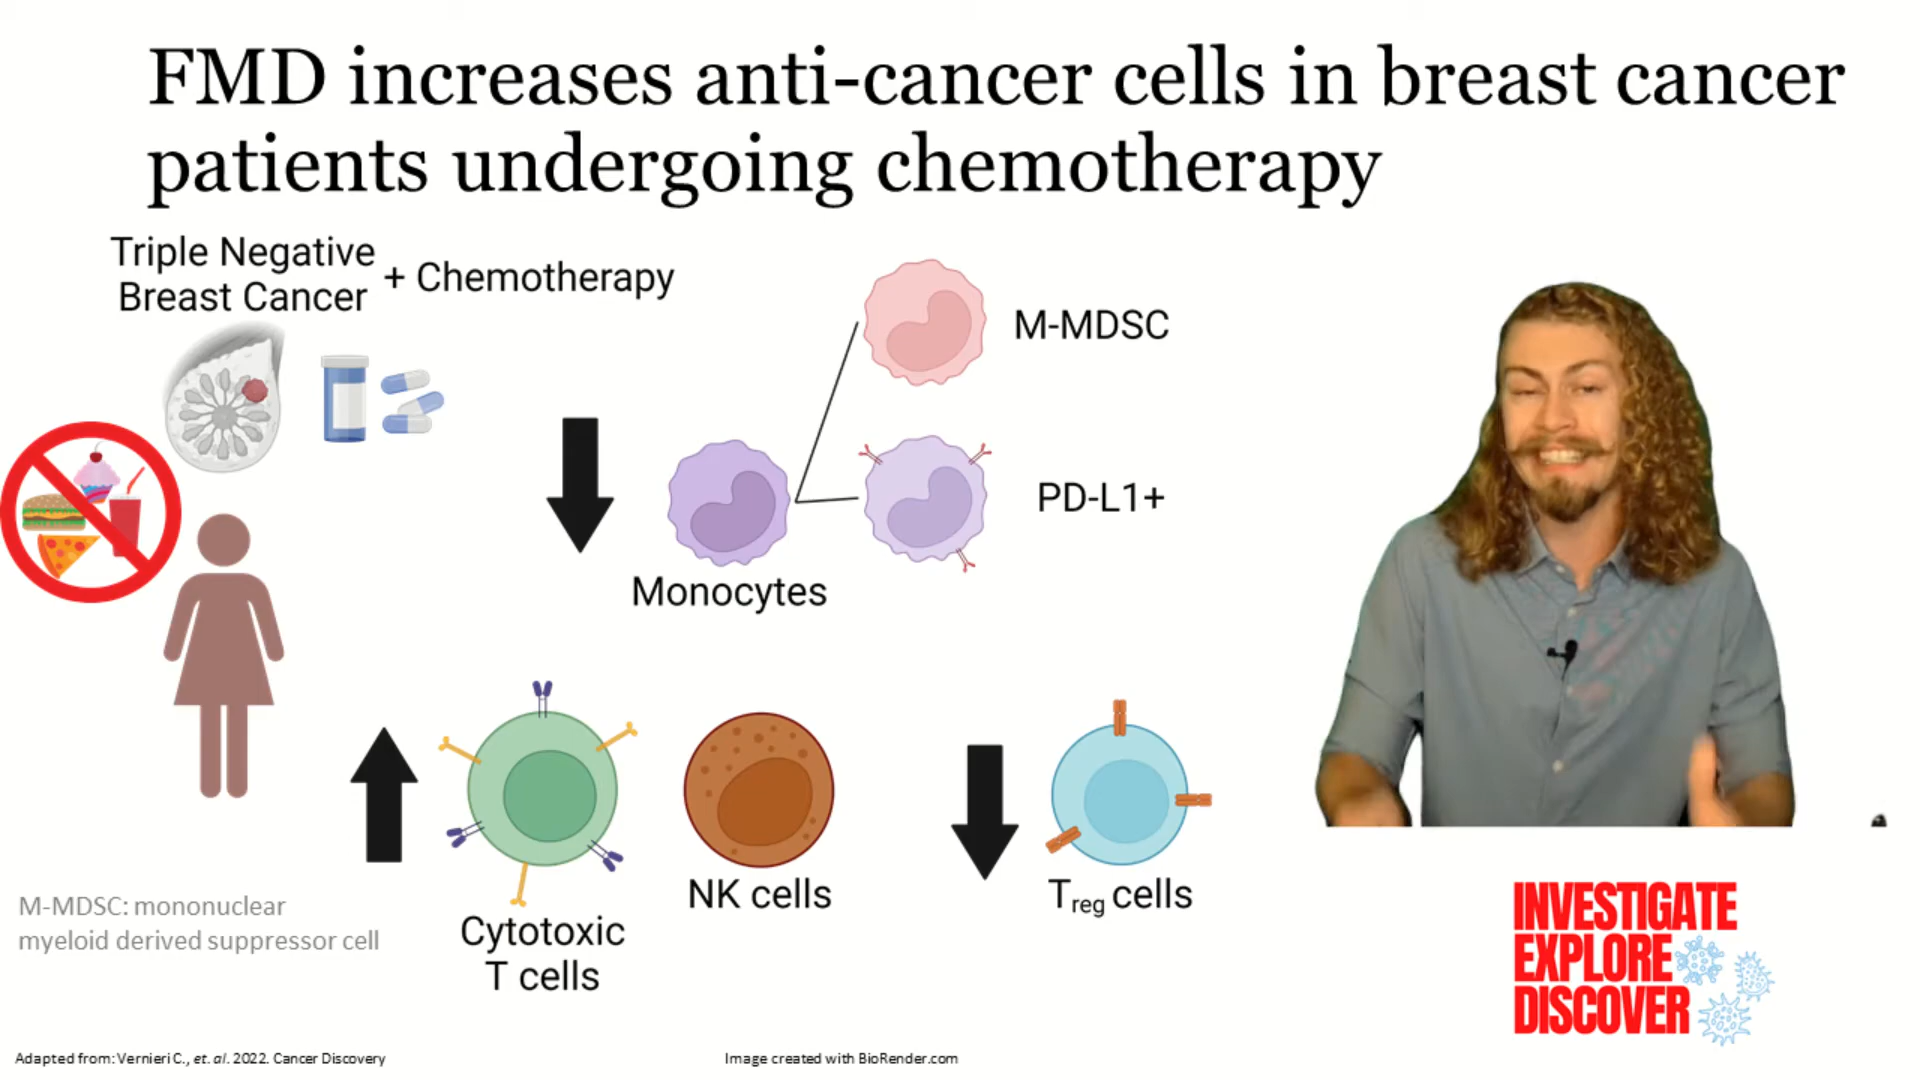 FMD increases anti-cancer cells in breast cancer
patients undergoing chemotherapy
Triple Negative
Breast Cancer
+ Chemotherapy
M-MDSC
PD-L1+
Monocytes
Cytotoxic
T cells
NK cells
Treg cells
M-MDSC: mononuclear
myeloid derived suppressor cell
INVESTIGATE
EXPLORE
DISCOVER
Adapted from: Vernieri C., et. al. 2022. Cancer Discovery
Image created with BioRender.com